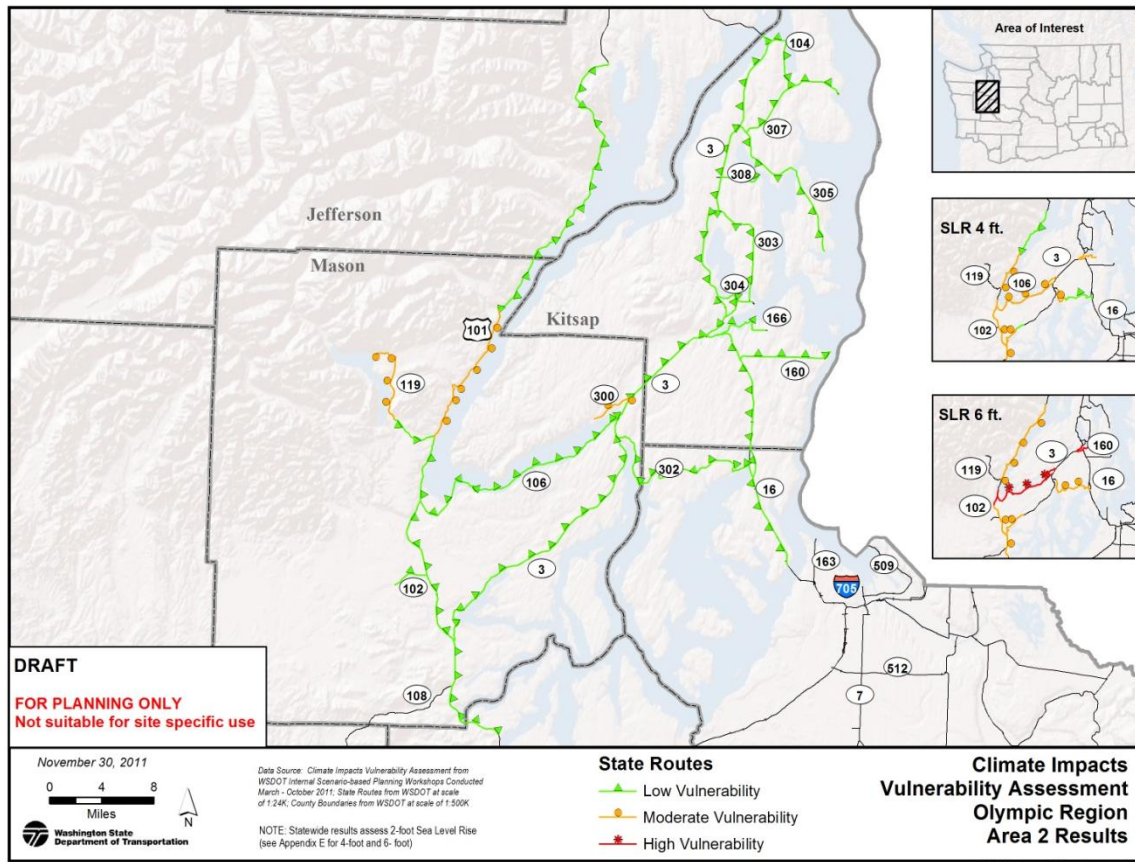 104
307
3
308
305
Jefferson
303
Mason
304
Kitsap
101
166
119
160
300
3
106
302
16
3
102
163
509
705
108
512
7
Area of Interest
SLR 4 ft.
3
119
106
102
16
SLR 6 ft.
3
160
119
16
102
DRAFT
FOR PLANNING ONLY
Not suitable for site specific use
November 30, 2011
0 4 8
Miles
N
Washington State
Department of Transportation
Data Source: Climate Impacts Vulnerability Assessment from
WSDOT Internal Scenario-based Planning Workshops Conducted
March - October 2011; State Routes from WSDOT at scale
of 1:24K; County Boundaries from WSDOT at scale of 1:500K
NOTE: Statewide results assess 2-foot Sea Level Rise
(see Appendix E for 4-foot and 6- foot)
State Routes
Low Vulnerability
Moderate Vulnerability
High Vulnerability
Climate Impacts
Vulnerability Assessment
Olympic Region
Area 2 Results